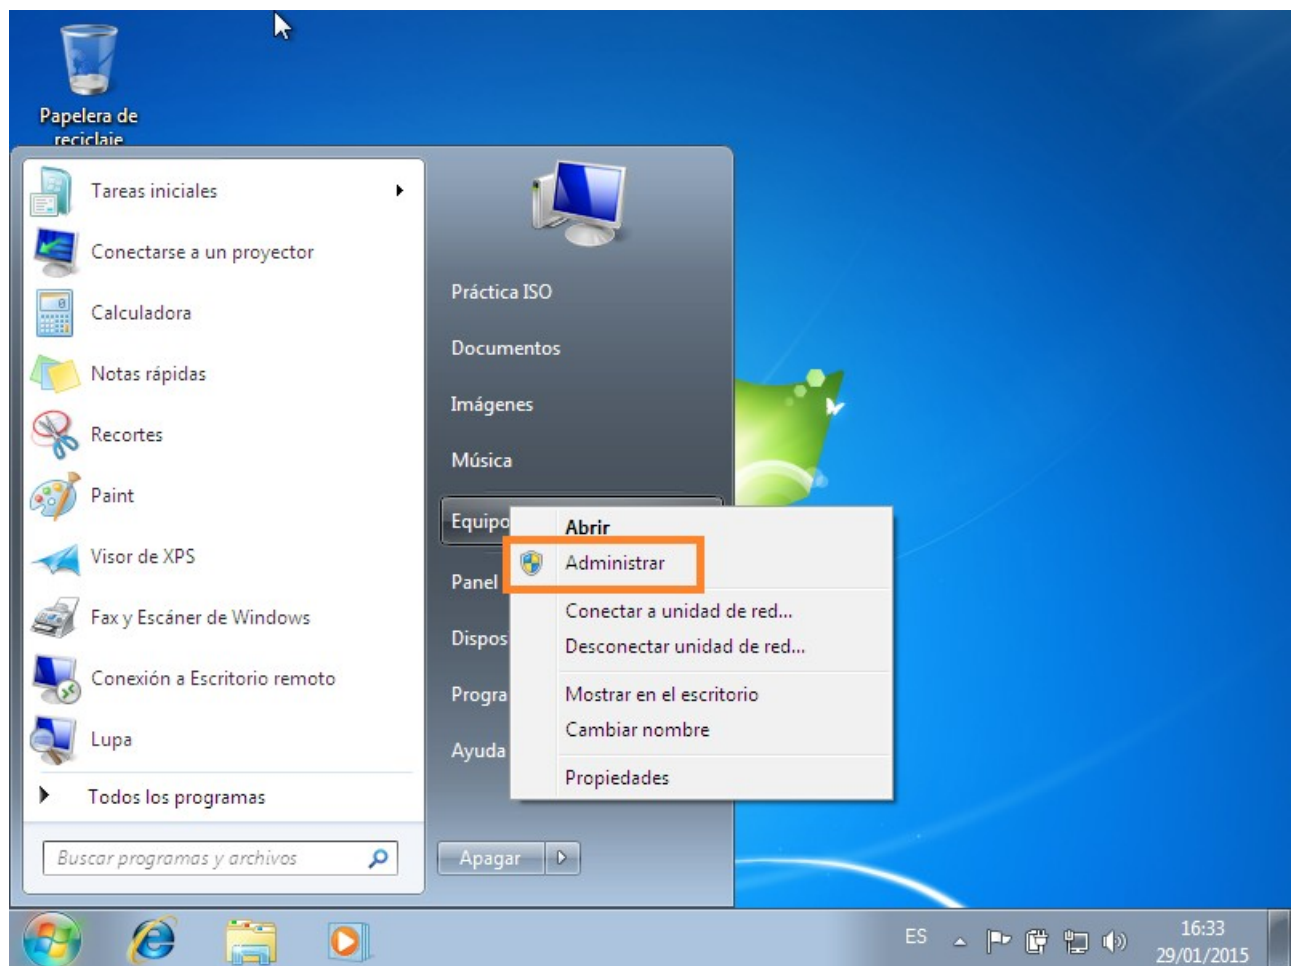 Papelera de
reciclaje
Tareas iniciales
Conectarse a un proyector
Calculadora
Notas rápidas
Recortes
Paint
Visor de XPS
Fax y Escáner de Windows
Conexión a Escritorio remoto
Lupa
Todos los programas
Buscar programas y archivos
Práctica ISO
Documentos
Imágenes
Música
Equipo
Panel
Dispos
Progra
Ayuda
Apagar
Abrir
Administrar
Conectar a unidad de red...
Desconectar unidad de red...
Mostrar en el escritorio
Cambiar nombre
Propiedades
ES
16:33
29/01/2015